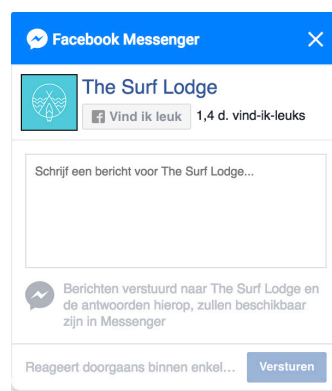 Facebook Messenger
The Surf Lodge
Vind ik leuk 1,4 d. vind-ik-leuks
Schrijf een bericht voor The Surf Lodge...
Berichten verstuurd naar The Surf Lodge en
de antwoorden hierop, zullen beschikbaar
zijn in Messenger
Reageert doorgaans binnen enkel... Versturen